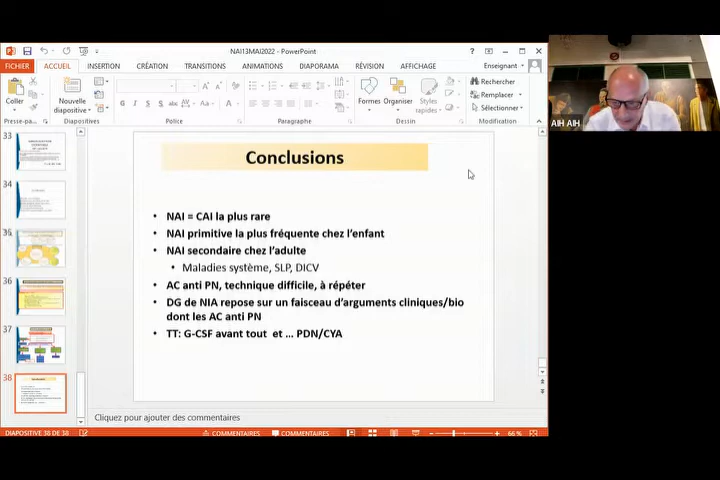 NAI13MAI2022 - PowerPoint
FICHIER
ACCUEIL
INSERTION
CRÉATION
TRANSITIONS
ANIMATIONS
DIAPORAMA
RÉVISION
AFFICHAGE
Enseignant
Coller
Nouvelle
diapositive
Formes
Organiser
Styles
rapides
Rechercher
Remplacer
Sélectionner
Presse-pa...
Diapositives
Police
Paragraphe
Dessin
Modification
33
34
35
36
37
38
Conclusions
• NAI = CAI la plus rare
• NAI primitive la plus fréquente chez l'enfant
• NAI secondaire chez l'adulte
• Maladies système, SLP, DICV
• AC anti PN, technique difficile, à répéter
• DG de NIA repose sur un faisceau d'arguments cliniques/bio
dont les AC anti PN
• TT: G-CSF avant tout et ... PDN/CYA
Cliquez pour ajouter des commentaires
DIAPOSITIVE 38 DE 38
COMMENTAIRES
COMMENTAIRES
66 %
AIH AIH